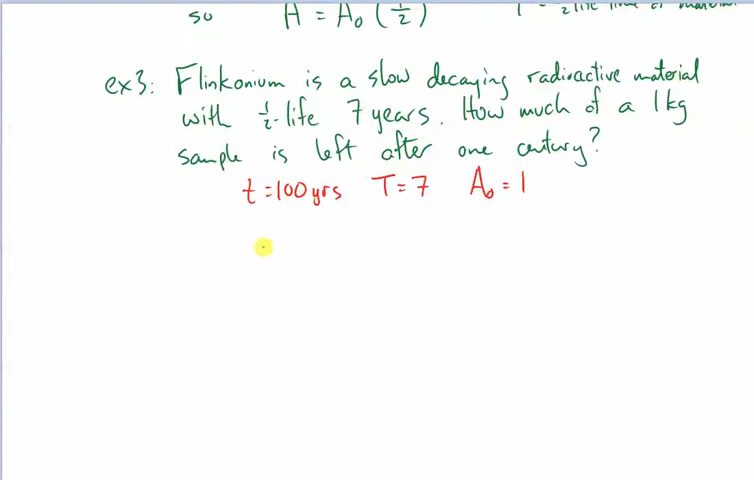 so A = A₀ (½)
ex3: Flinkonium is a slow decaying radioactive material
with ½-life 7 years. How much of a 1kg
sample is left after one century?
t = 100 yrs T = 7 A₀ = 1